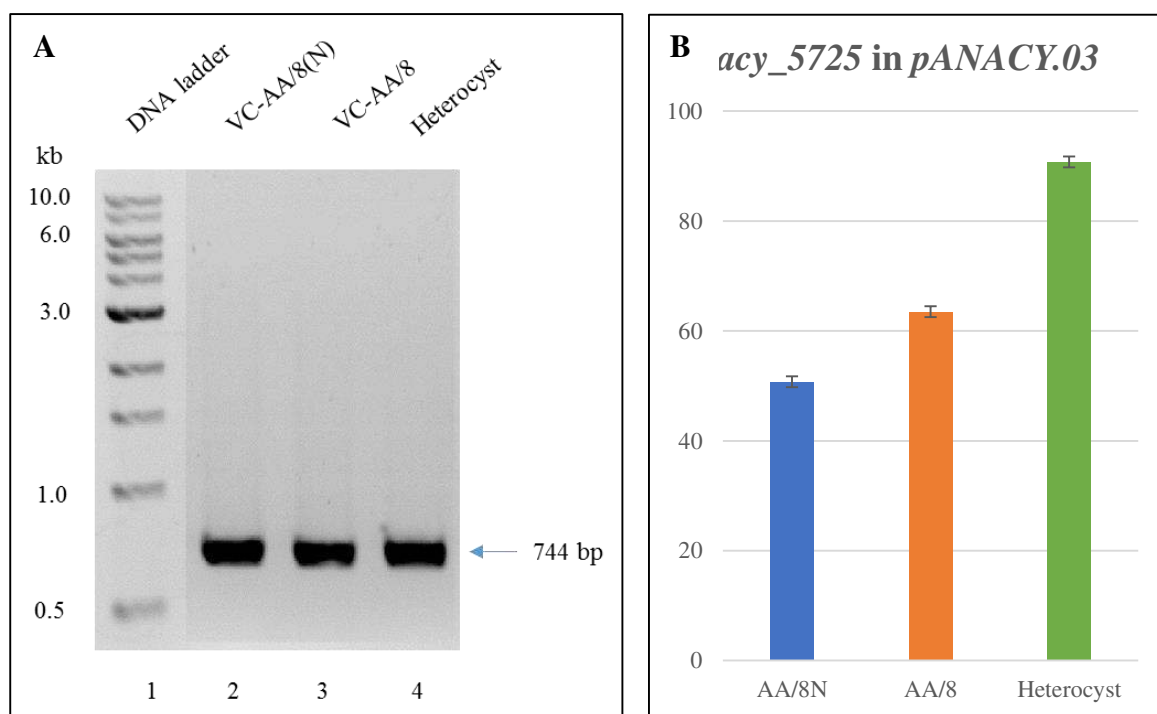 A
DNA ladder
VC-AA/8(N)
VC-AA/8
Heterocyst
kb
10.0
6.0
3.0
1.0
744 bp
0.5
1 2 3 4
B
acy_5725 in pANACY.03
100
80
60
40
20
0
AA/8N AA/8 Heterocyst